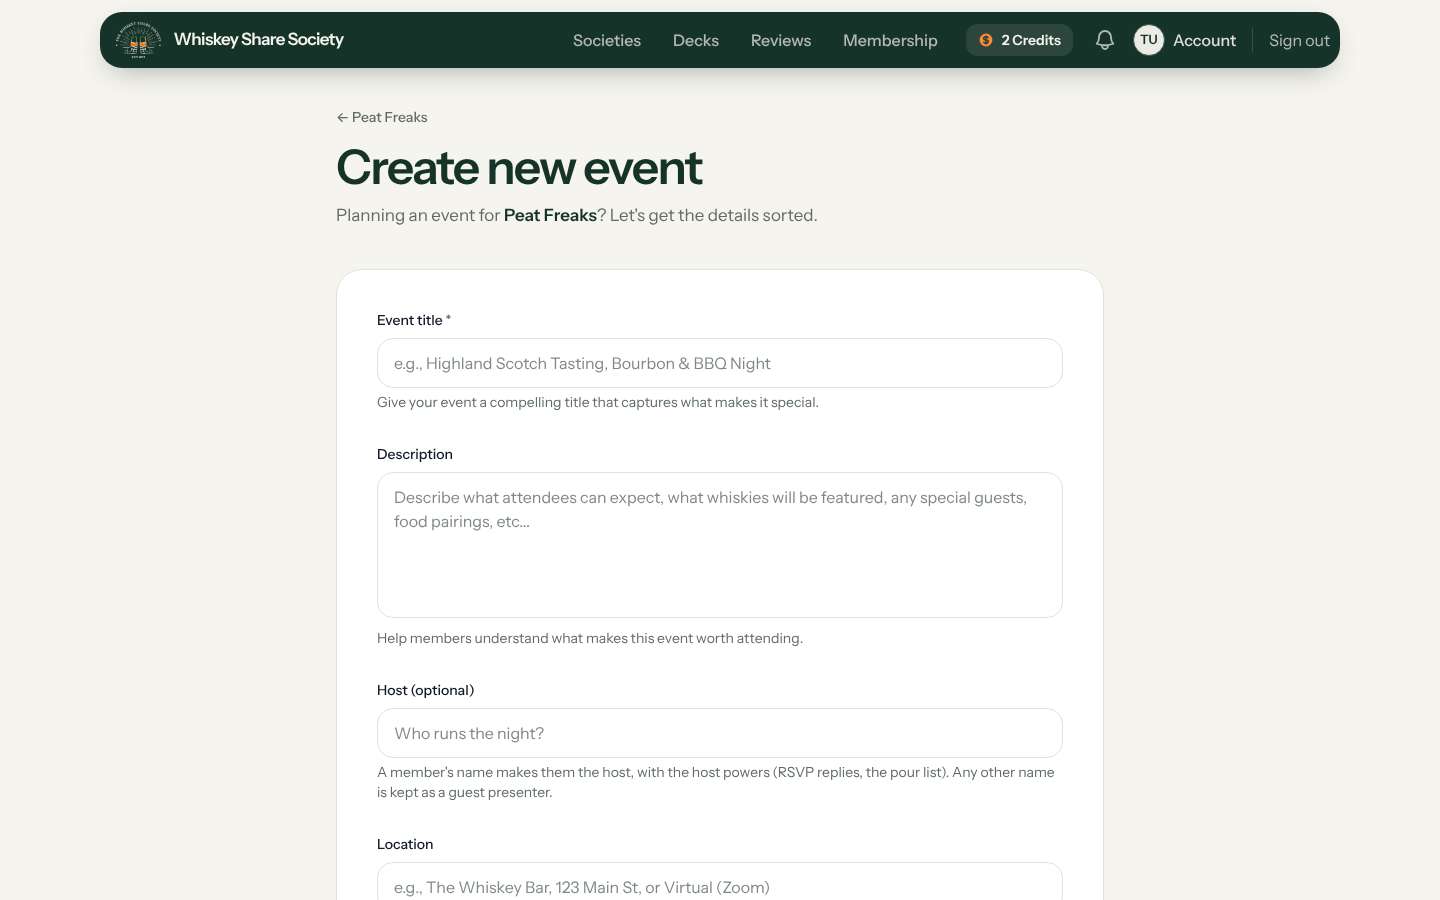 Whiskey Share Society
Societies
Decks
Reviews
Membership
2 Credits
TU
Account
Sign out
← Peat Freaks
Create new event
Planning an event for Peat Freaks? Let's get the details sorted.
Event title *
e.g., Highland Scotch Tasting, Bourbon & BBQ Night
Give your event a compelling title that captures what makes it special.
Description
Describe what attendees can expect, what whiskies will be featured, any special guests,
food pairings, etc...
Help members understand what makes this event worth attending.
Host (optional)
Who runs the night?
A member's name makes them the host, with the host powers (RSVP replies, the pour list). Any other name
is kept as a guest presenter.
Location
e.g., The Whiskey Bar, 123 Main St, or Virtual (Zoom)